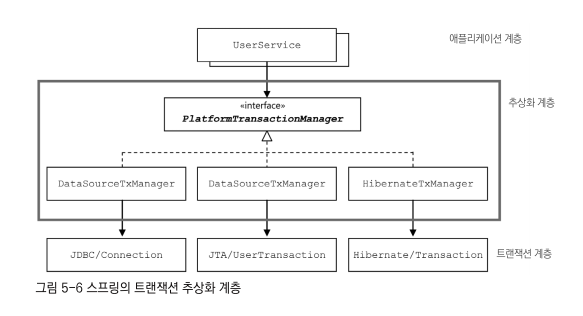 UserService
애플리케이션 계층
«interface»
PlatformTransactionManager
추상화 계층
DataSourceTxManager
DataSourceTxManager
HibernateTxManager
JDBC/Connection
JTA/UserTransaction
Hibernate/Transaction
트랜잭션 계층
그림 5-6 스프링의 트랜잭션 추상화 계층